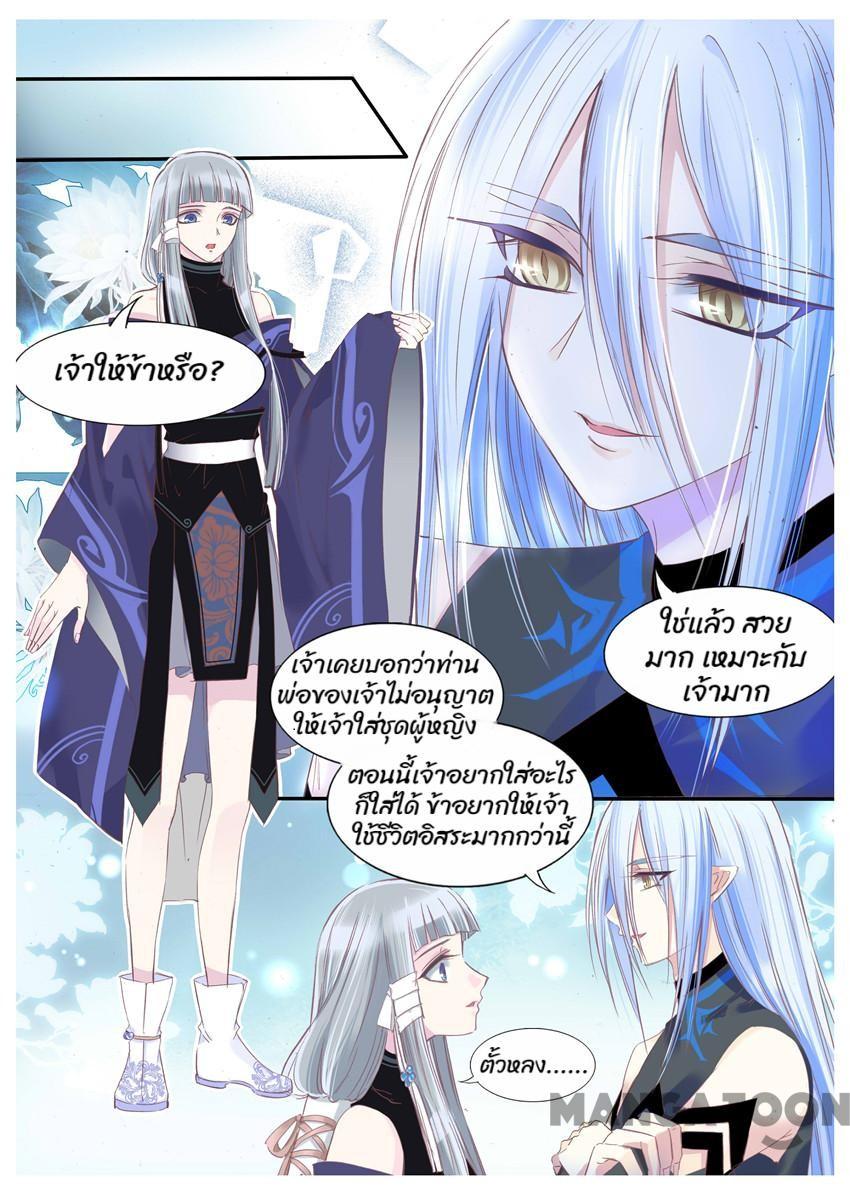 เจ้าให้ข้าหรือ?
ใช่แล้ว สวย
มาก เหมาะกับ
เจ้ามาก
เจ้าเคยบอกว่าท่าน
พ่อของเจ้าไม่อนุญาต
ให้เจ้าใส่ชุดผู้หญิง
ตอนนี้เจ้าอยากใส่อะไร
ก็ใส่ได้ ข้าอยากให้เจ้า
ใช้ชีวิตอิสระมากกว่านี้
ตั้วหลง......
MANGATOON